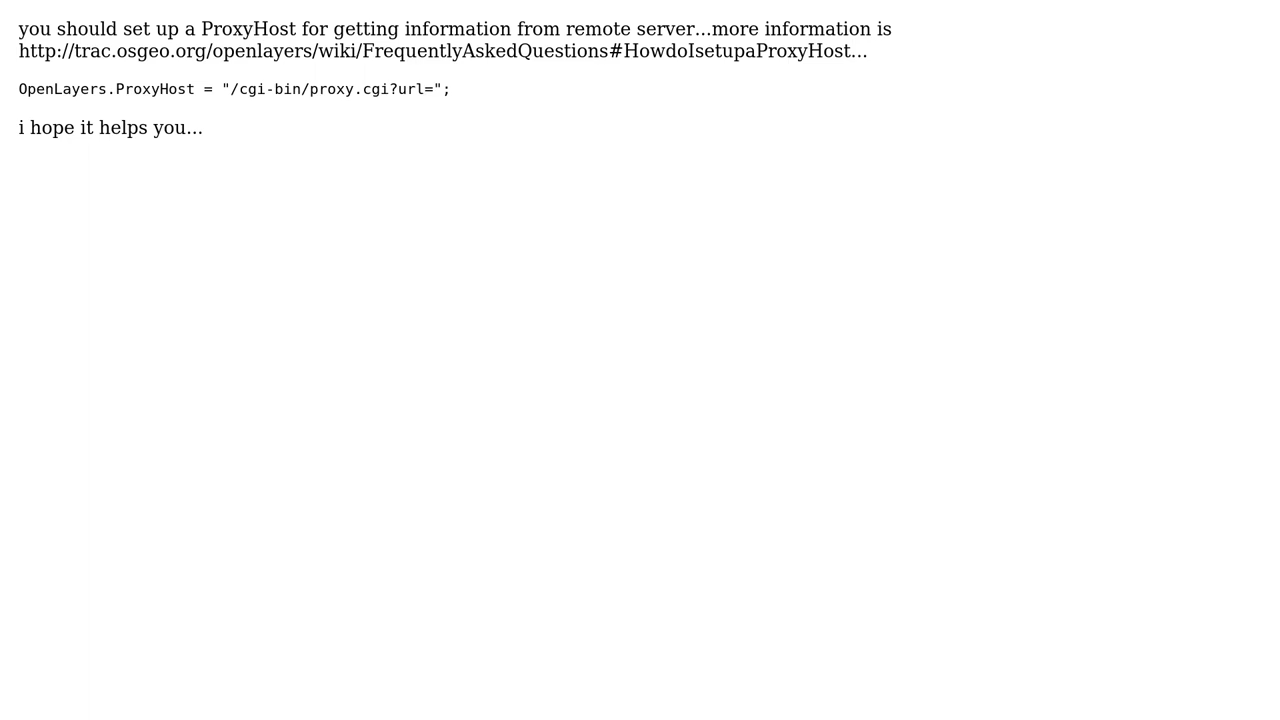 you should set up a ProxyHost for getting information from remote server...more information is
http://trac.osgeo.org/openlayers/wiki/FrequentlyAskedQuestions#HowdoIsetupaProxyHost...
OpenLayers.ProxyHost = "/cgi-bin/proxy.cgi?url=";
i hope it helps you...